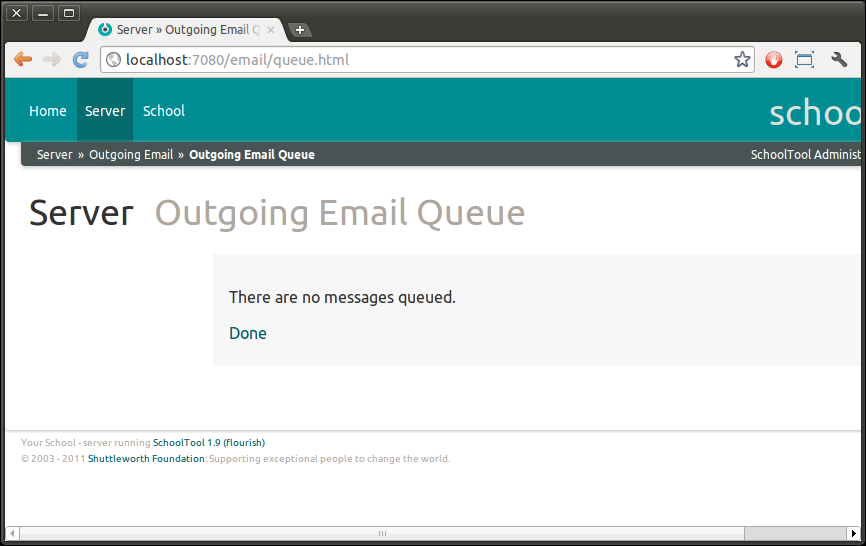 Server » Outgoing Email Q
localhost:7080/email/queue.html
Home Server School
schoo
Server » Outgoing Email » Outgoing Email Queue
SchoolTool Administ
Server Outgoing Email Queue
There are no messages queued.
Done
Your School - server running SchoolTool 1.9 (flourish)
© 2003 - 2011 Shuttleworth Foundation: Supporting exceptional people to change the world.